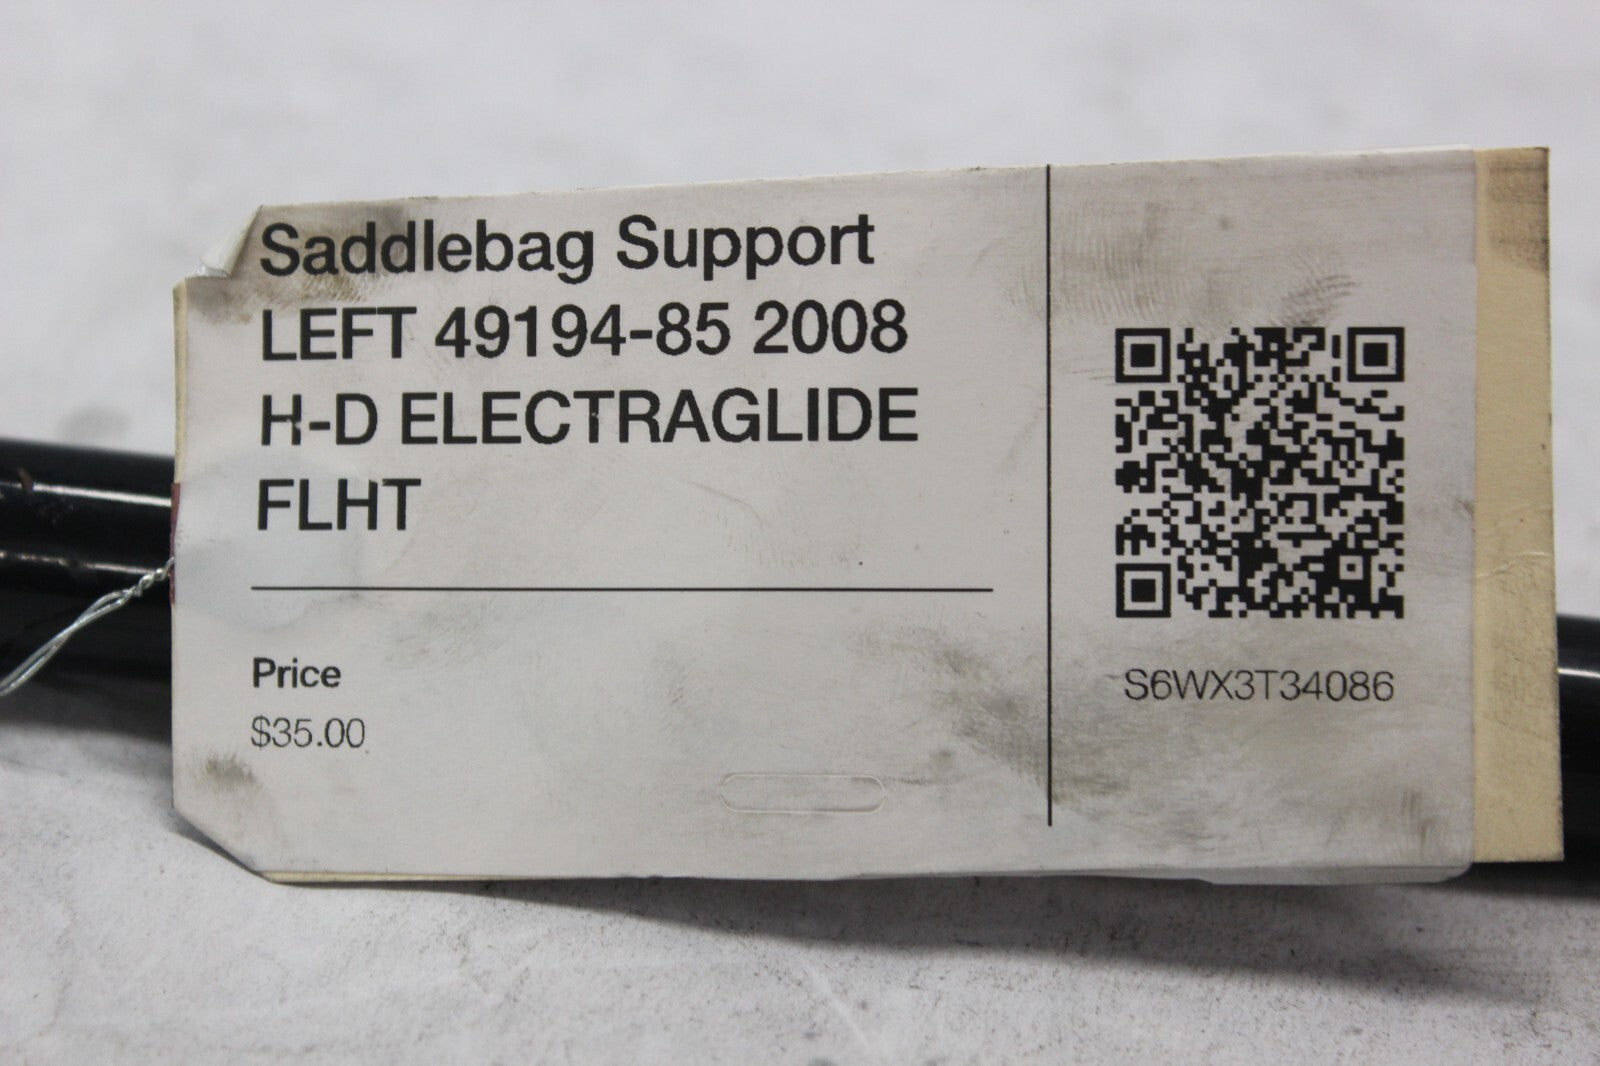 Saddlebag Support
LEFT 49194-85 2008
H-D ELECTRAGLIDE
FLHT
Price
$35.00
S6WX3T34086